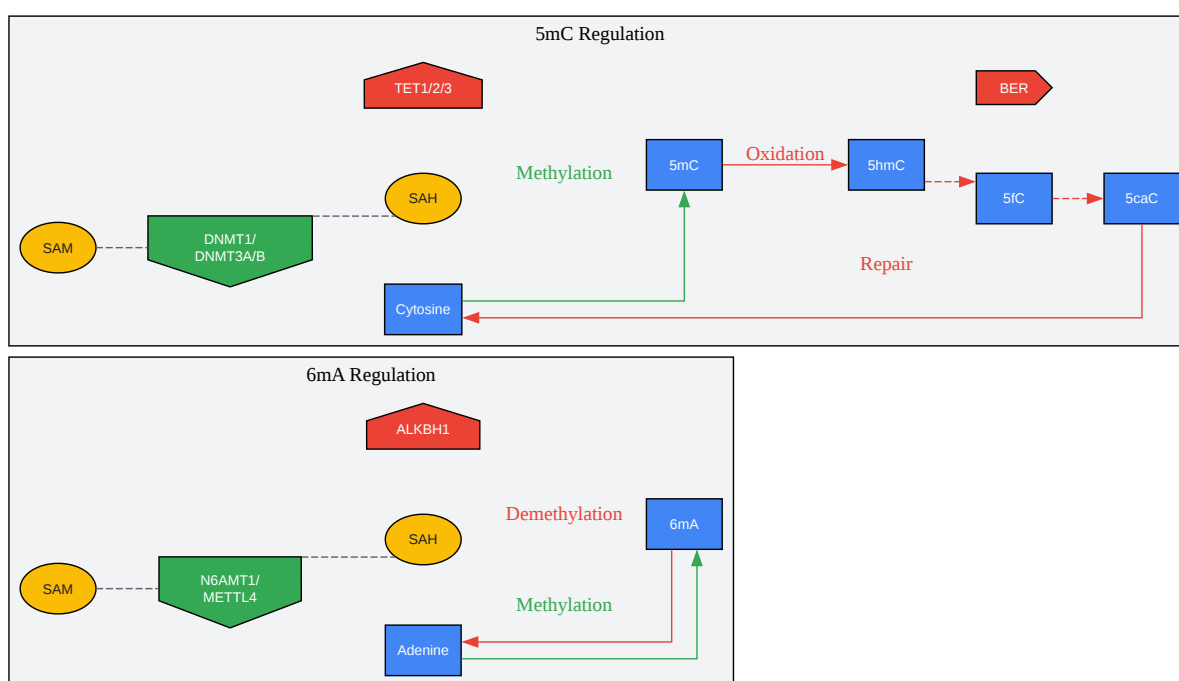 5mC Regulation
TET1/2/3
BER
Methylation
5mC
Oxidation
5hmC
5fC
5caC
SAH
SAM
DNMT1/
DNMT3A/B
Repair
Cytosine
6mA Regulation
ALKBH1
Demethylation
6mA
SAH
SAM
N6AMT1/
METTL4
Methylation
Adenine